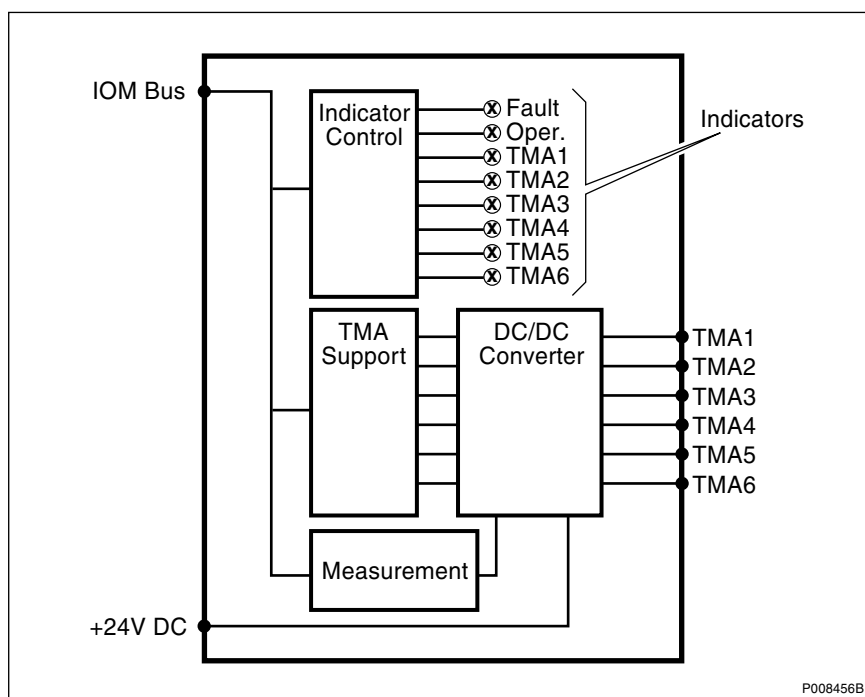 IOM Bus
Indicator
Control
Fault
Oper.
TMA1
TMA2
TMA3
TMA4
TMA5
TMA6
Indicators
TMA
Support
DC/DC
Converter
TMA1
TMA2
TMA3
TMA4
TMA5
TMA6
Measurement
+24V DC
P008456B